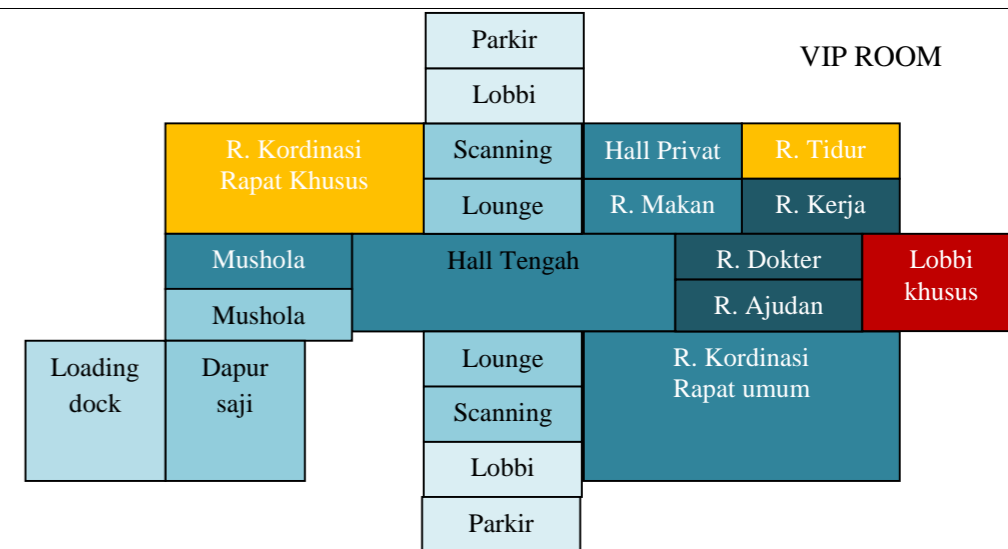 Parkir
VIP ROOM
Lobbi
R. Kordinasi
Rapat Khusus
Scanning
Hall Privat
R. Tidur
Lounge
R. Makan
R. Kerja
Mushola
Hall Tengah
R. Dokter
Lobbi
khusus
R. Ajudan
Mushola
Loading
dock
Dapur
saji
Lounge
R. Kordinasi
Rapat umum
Scanning
Lobbi
Parkir